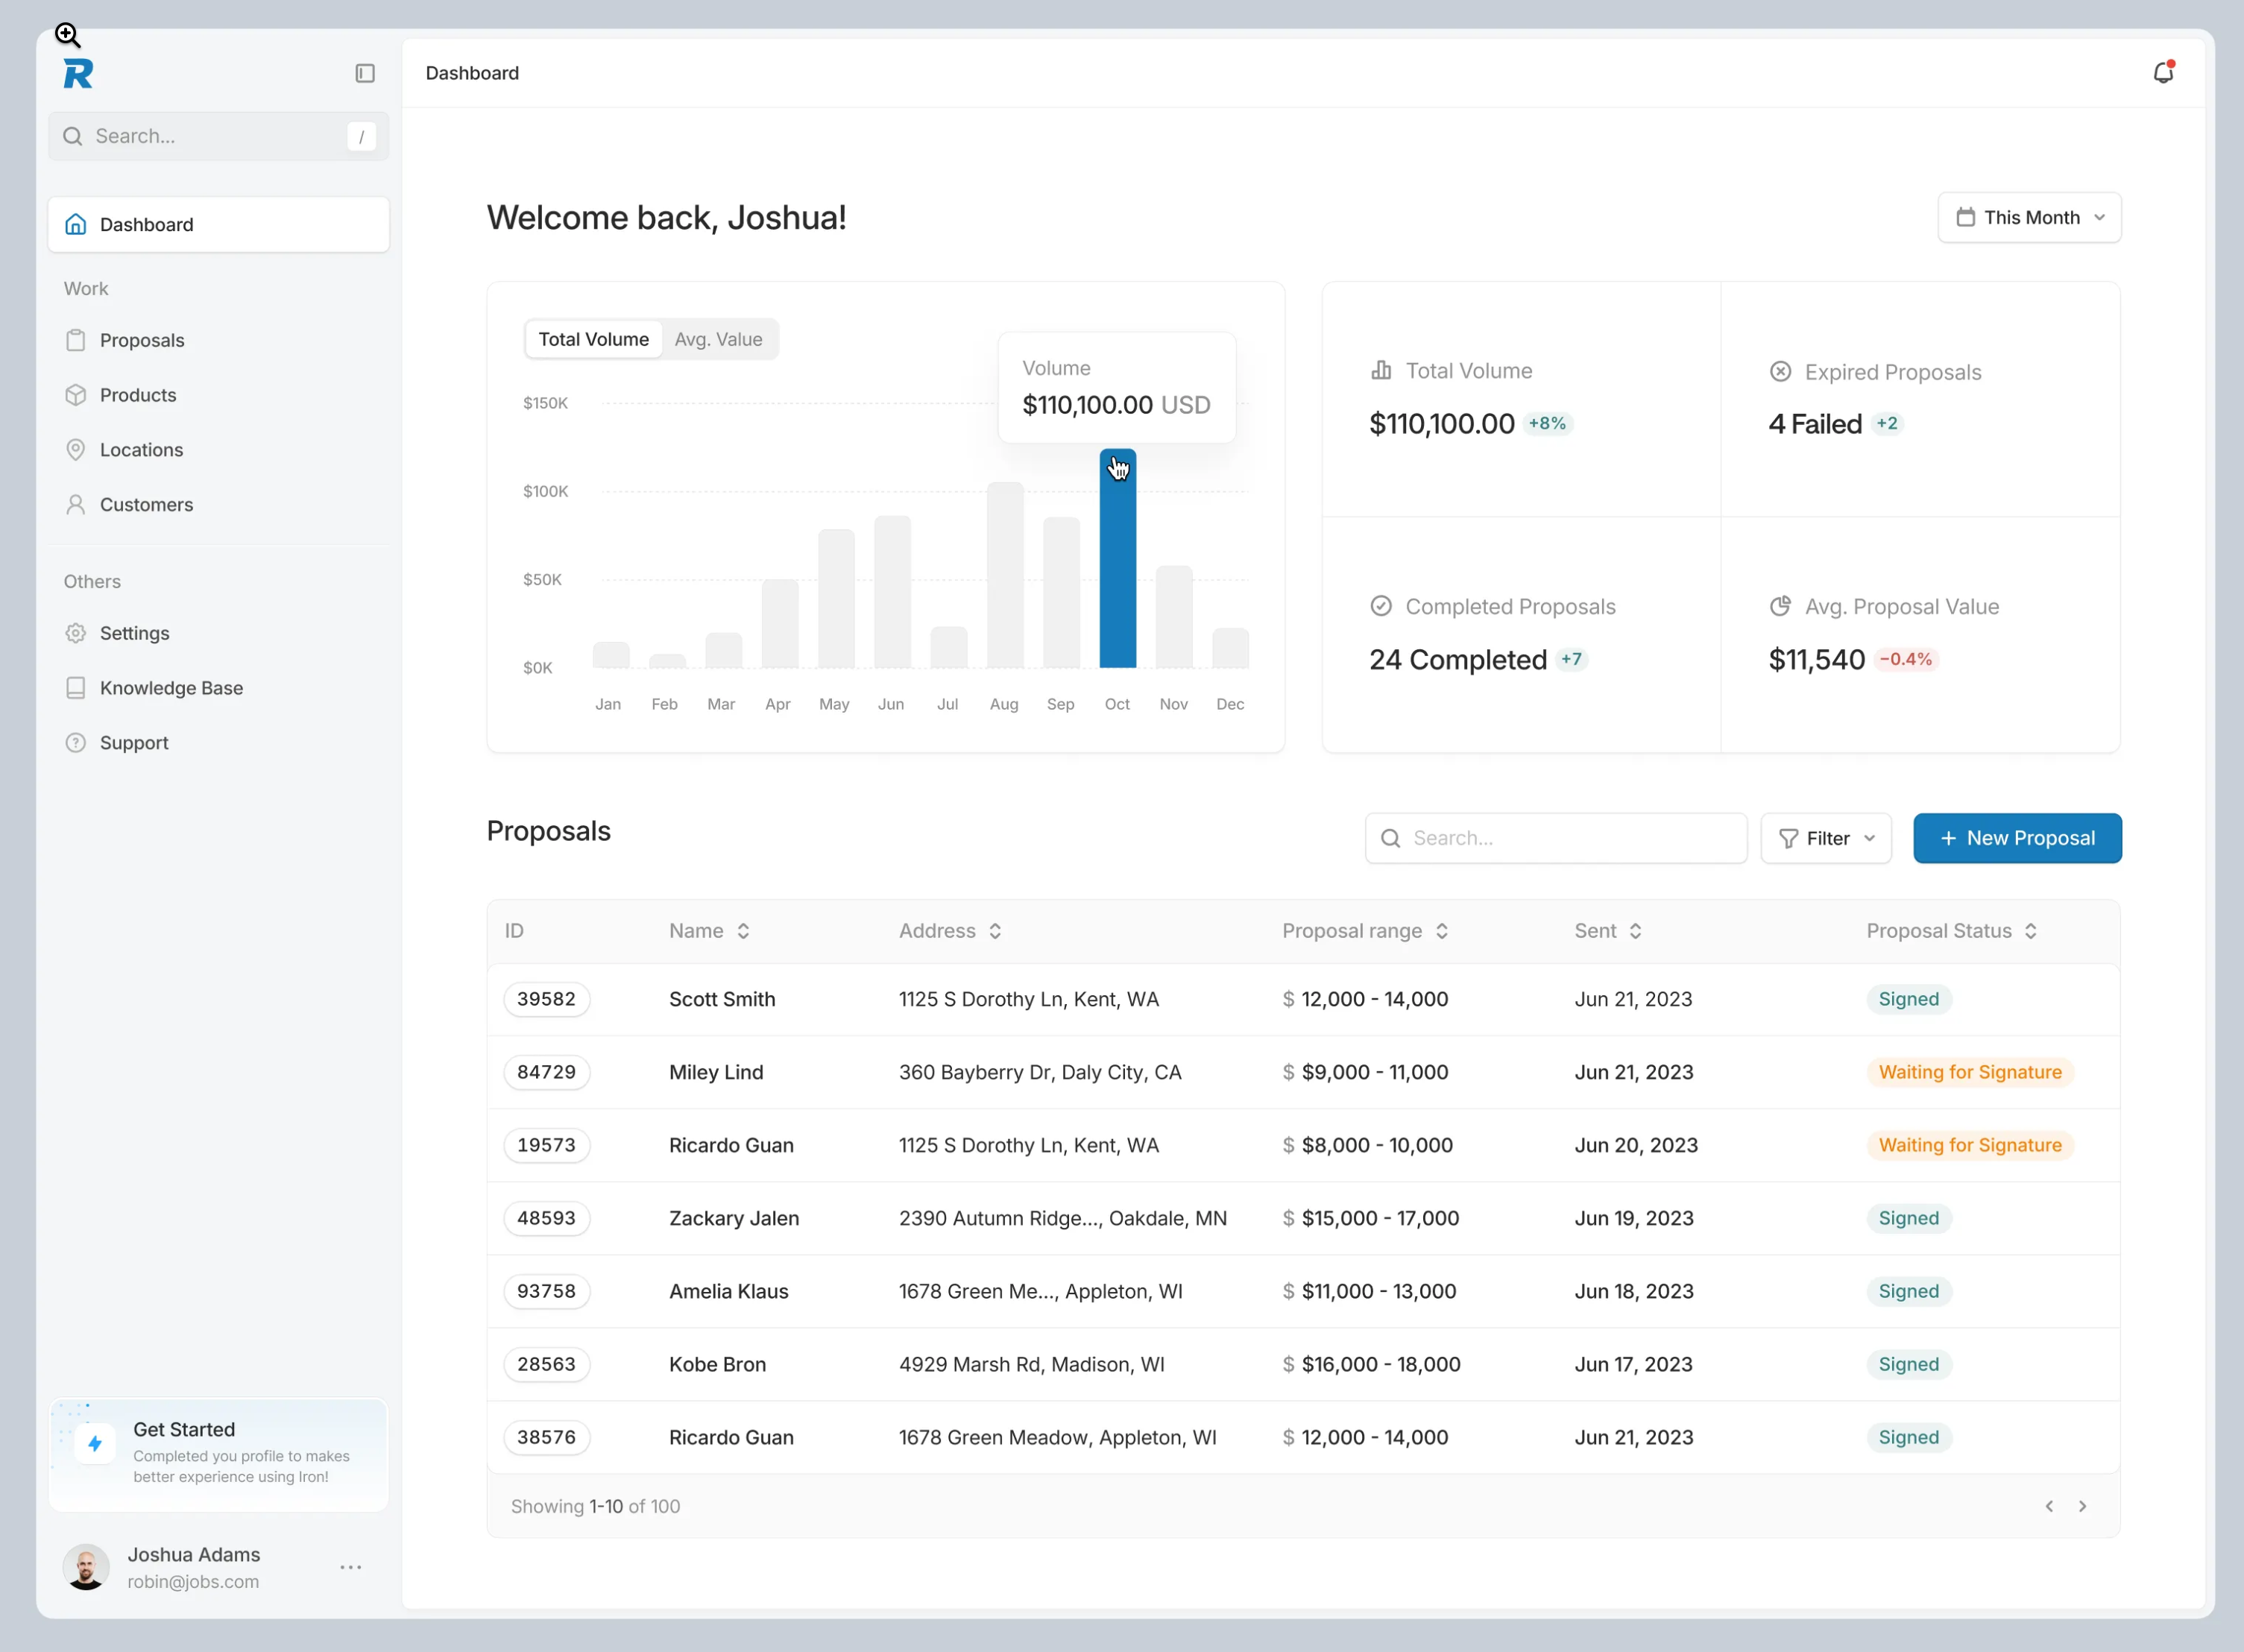 R
Dashboard
Search...
/
Dashboard
Work
Proposals
Products
Locations
Customers
Others
Settings
Knowledge Base
Support
Get Started
Completed you profile to makes
better experience using Iron!
Joshua Adams
robin@jobs.com
Welcome back, Joshua!
This Month
Total Volume Avg. Value
Volume
$110,100.00 USD
$150K
$100K
$50K
$0K
Jan Feb Mar Apr May Jun Jul Aug Sep Oct Nov Dec
Total Volume
$110,100.00 +8%
Expired Proposals
4 Failed +2
Completed Proposals
24 Completed +7
Avg. Proposal Value
$11,540 −0.4%
Proposals
Search...
Filter
+ New Proposal
ID Name Address Proposal range Sent Proposal Status
39582 Scott Smith 1125 S Dorothy Ln, Kent, WA $ 12,000 - 14,000 Jun 21, 2023 Signed
84729 Miley Lind 360 Bayberry Dr, Daly City, CA $ $9,000 - 11,000 Jun 21, 2023 Waiting for Signature
19573 Ricardo Guan 1125 S Dorothy Ln, Kent, WA $ $8,000 - 10,000 Jun 20, 2023 Waiting for Signature
48593 Zackary Jalen 2390 Autumn Ridge..., Oakdale, MN $ $15,000 - 17,000 Jun 19, 2023 Signed
93758 Amelia Klaus 1678 Green Me..., Appleton, WI $ $11,000 - 13,000 Jun 18, 2023 Signed
28563 Kobe Bron 4929 Marsh Rd, Madison, WI $ $16,000 - 18,000 Jun 17, 2023 Signed
38576 Ricardo Guan 1678 Green Meadow, Appleton, WI $ 12,000 - 14,000 Jun 21, 2023 Signed
Showing 1-10 of 100